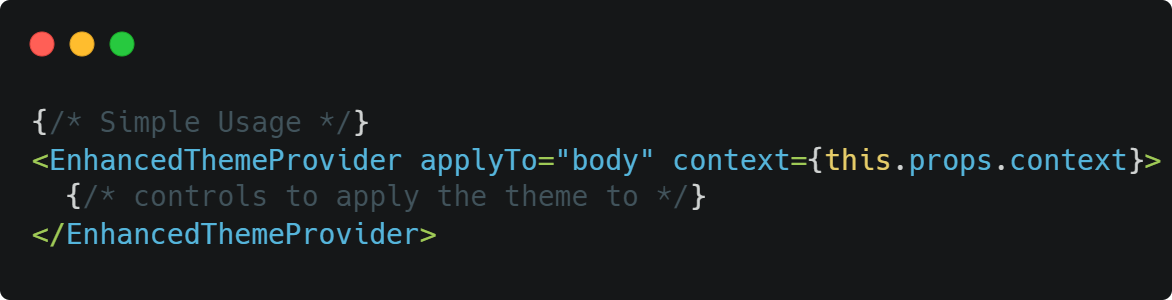 {/* Simple Usage */}
<EnhancedThemeProvider applyTo="body" context={this.props.context}>
  {/* controls to apply the theme to */}
</EnhancedThemeProvider>